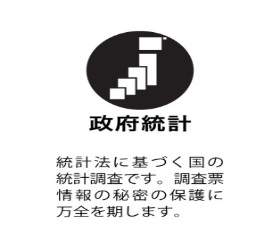 政府統計
統計法に基づく国の
統計調査です。調査票
情報の秘密の保護に
万全を期します。